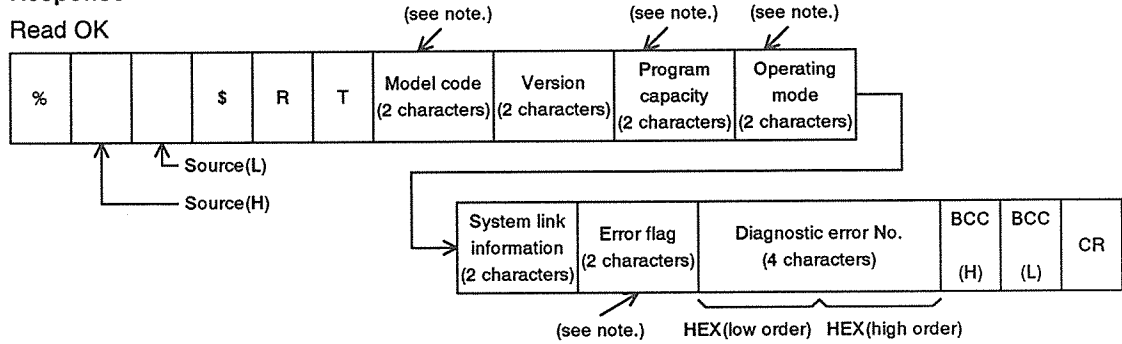 Read OK
(see note.) (see note.) (see note.)
% $ R T Model code (2 characters) Version (2 characters) Program capacity (2 characters) Operating mode (2 characters)
Source(L)
Source(H)
System link information (2 characters) Error flag (2 characters) Diagnostic error No. (4 characters) BCC (H) BCC (L) CR
(see note.) HEX(low order) HEX(high order)